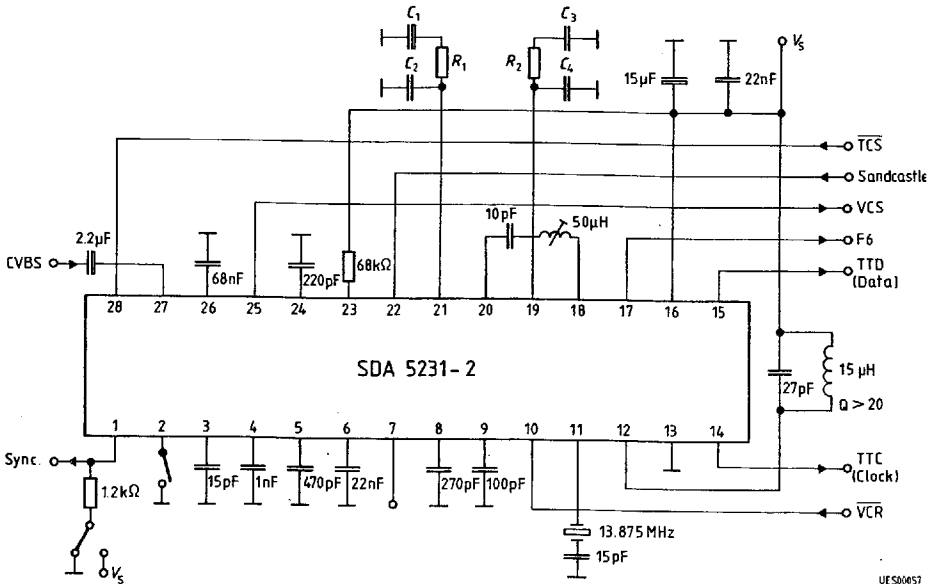 C1 C3
C2 R1 R2 C4
15µF 22nF
VS
TCS
Sandcastle
VCS
10pF 50µH
F6
TTD
(Data)
CVBS 2.2µF
68nF 220pF 68kΩ
28 27 26 25 24 23 22 21 20 19 18 17 16 15
SDA 5231-2
27pF
15 µH
Q > 20
1 2 3 4 5 6 7 8 9 10 11 12 13 14
Sync.
1.2kΩ
15pF 1nF 470pF 22nF 270pF 100pF
TTC
(Clock)
VCR
13.875 MHz
15pF
VS
UES00057